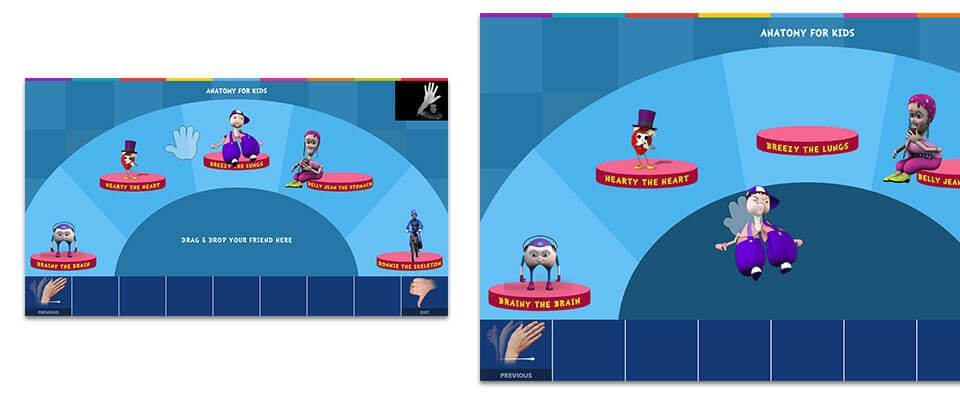 ANATOMY FOR KIDS
BREEZY THE LUNGS
HEARTY THE HEART
BELLY JEAN THE STOMACH
DRAG & DROP YOUR FRIEND HERE
BRAINY THE BRAIN
BONNIE THE SKELETON
PREVIOUS
EXIT
ANATOMY FOR KIDS
BREEZY THE LUNGS
HEARTY THE HEART
BELLY JEAN
BRAINY THE BRAIN
PREVIOUS